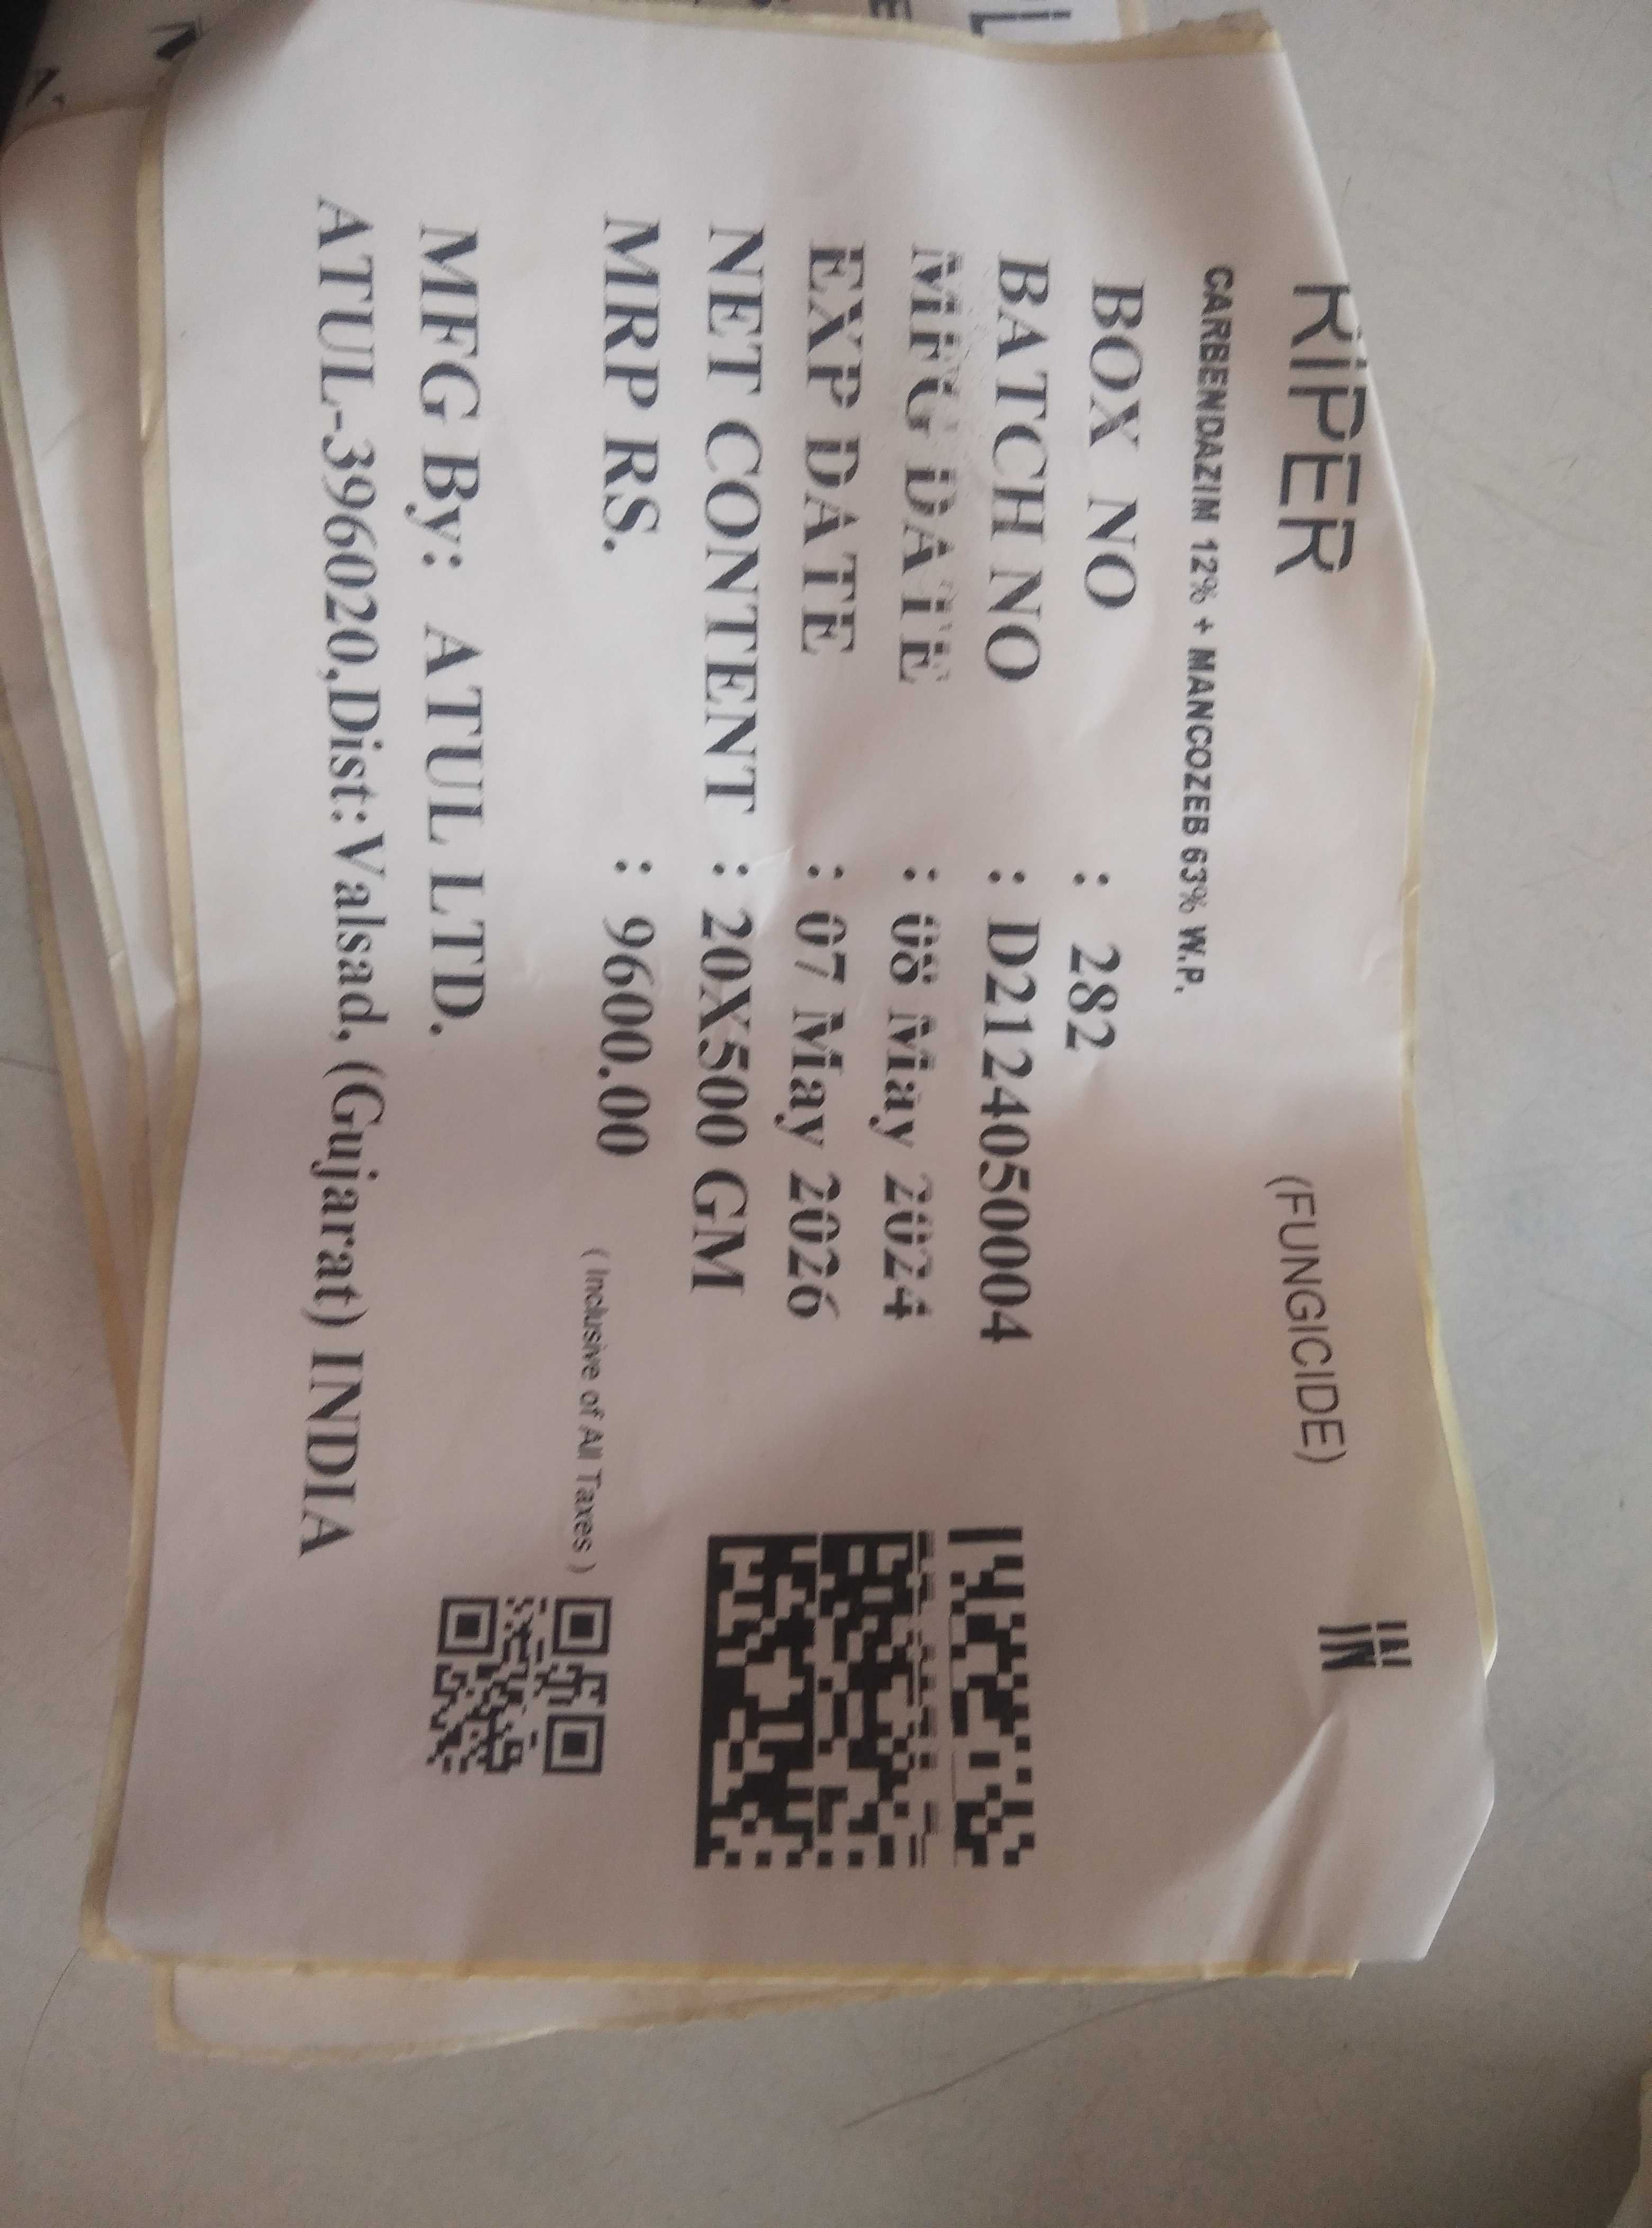 RIPER (FUNGICIDE)
CARBENDAZIM 12% + MANCOZEB 63% W.P.
BOX NO : 282
BATCH NO : D2124050004
MFG DATE : 08 May 2024
EXP DATE : 07 May 2026
NET CONTENT : 20X500 GM
MRP RS. : 9600.00 ( Inclusive of All Taxes )
MFG By: ATUL LTD.
ATUL-396020,Dist:Valsad, (Gujarat) INDIA